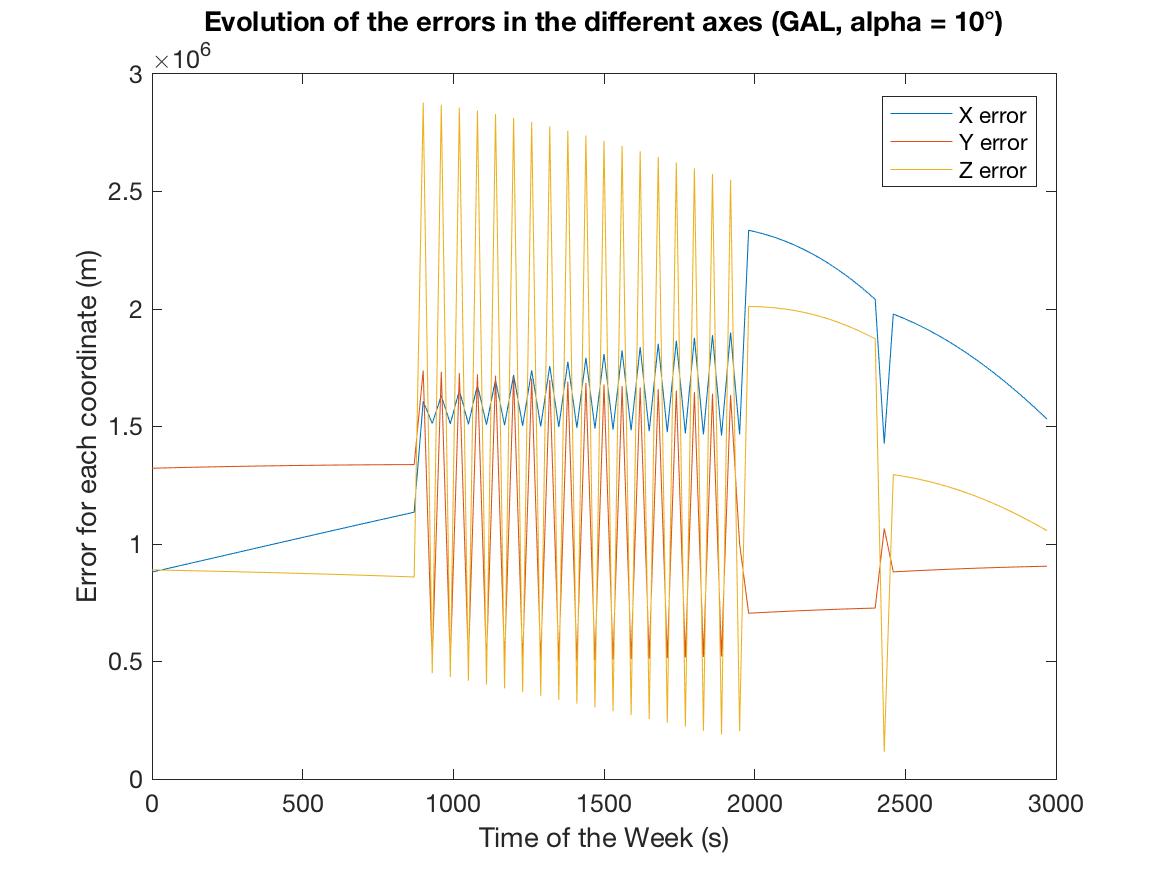 Evolution of the errors in the different axes (GAL, alpha = 10°)
×10⁶
3
2.5
2
1.5
1
0.5
0
Error for each coordinate (m)
X error
Y error
Z error
0 500 1000 1500 2000 2500 3000
Time of the Week (s)